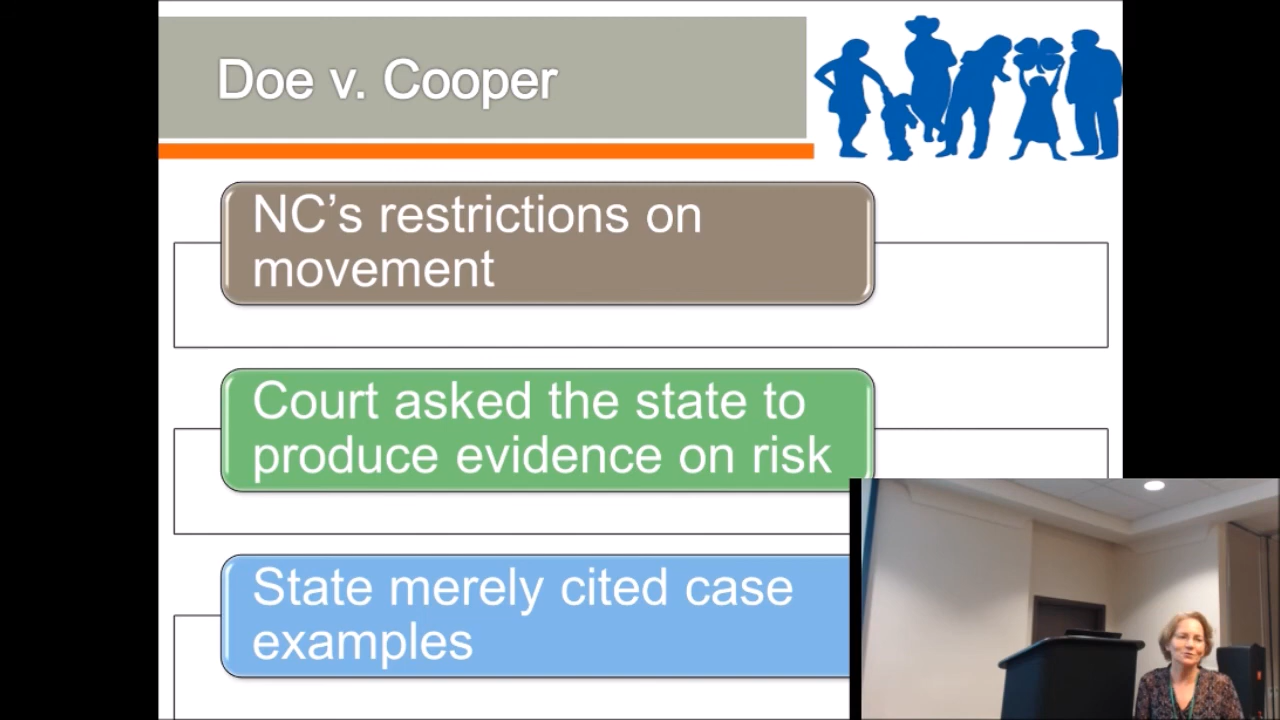 Doe v. Cooper
NC’s restrictions on
movement
Court asked the state to
produce evidence on risk
State merely cited case
examples